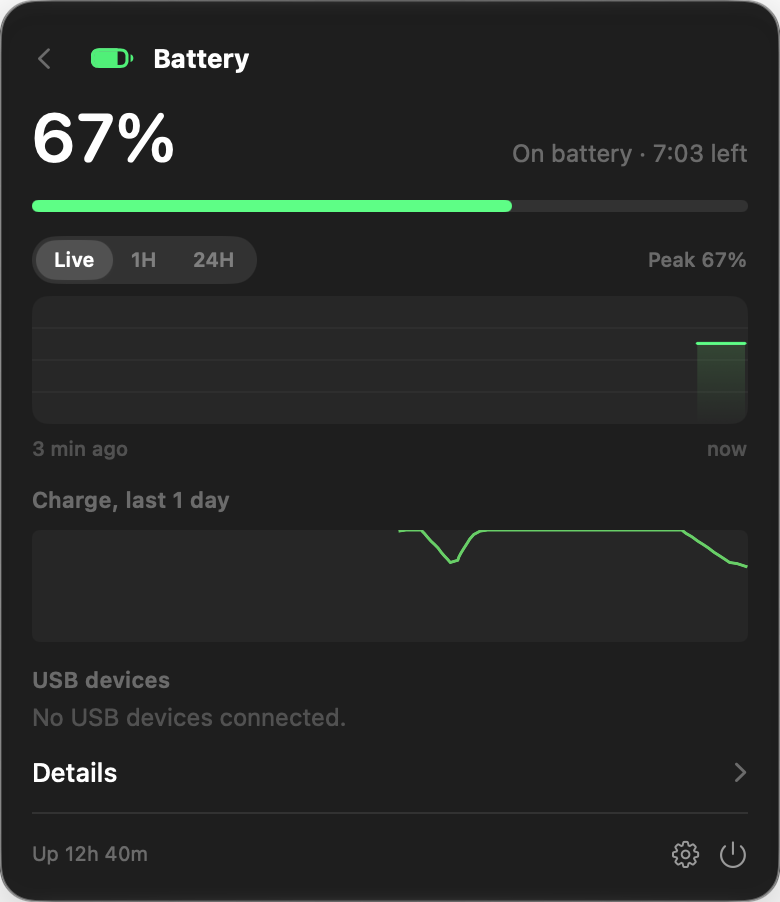 Battery
67%
On battery · 7:03 left
Live 1H 24H
Peak 67%
3 min ago
now
Charge, last 1 day
USB devices
No USB devices connected.
Details
Up 12h 40m